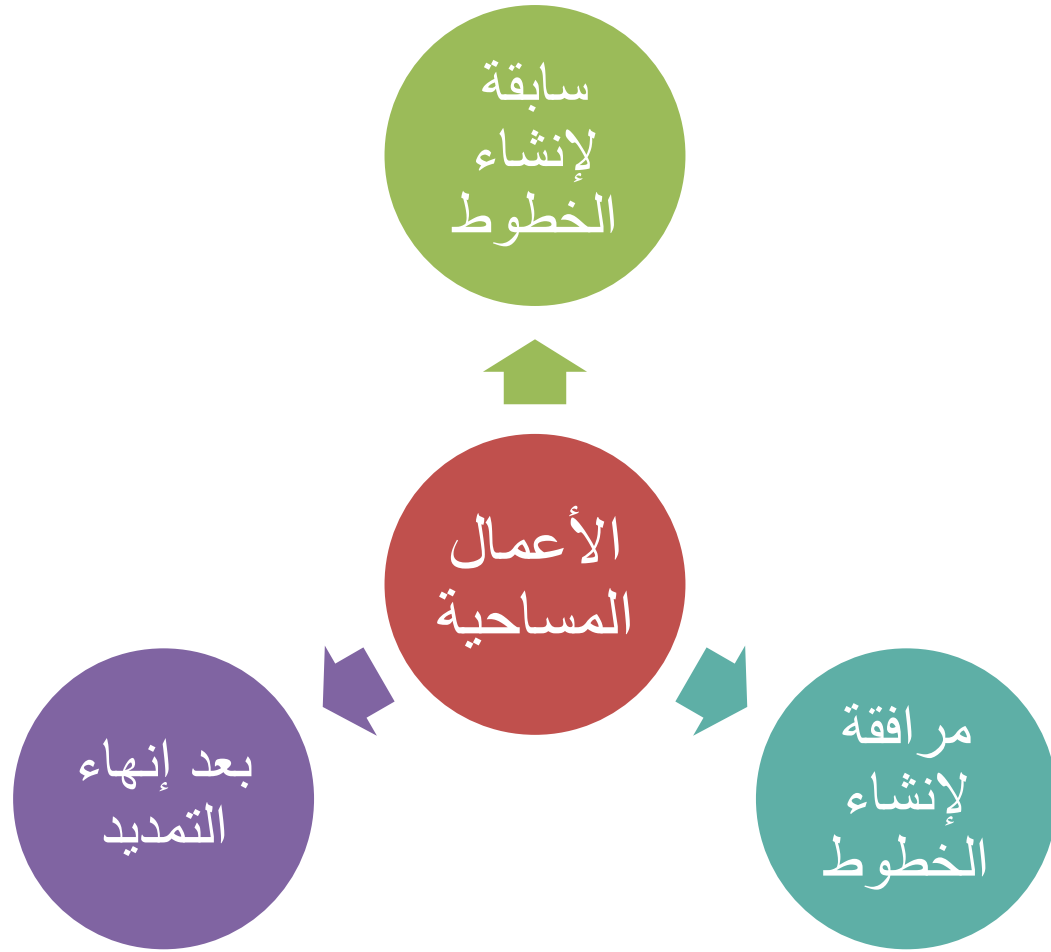 سابقة
لإنشاء
الخطوط
الأعمال
المساحية
مرافقة
لإنشاء
الخطوط
بعد إنهاء
التمديد